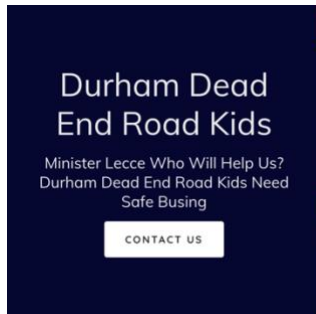 Durham Dead
End Road Kids
Minister Lecce Who Will Help Us?
Durham Dead End Road Kids Need
Safe Busing
CONTACT US